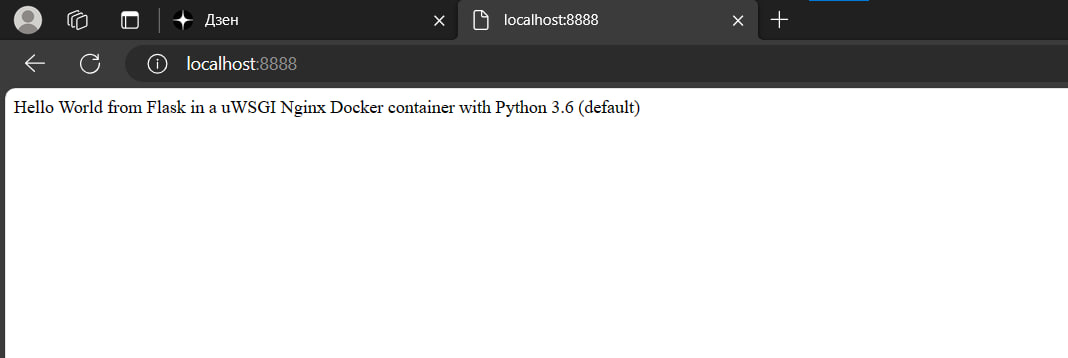 Дзен
localhost:8888
localhost:8888
Hello World from Flask in a uWSGI Nginx Docker container with Python 3.6 (default)